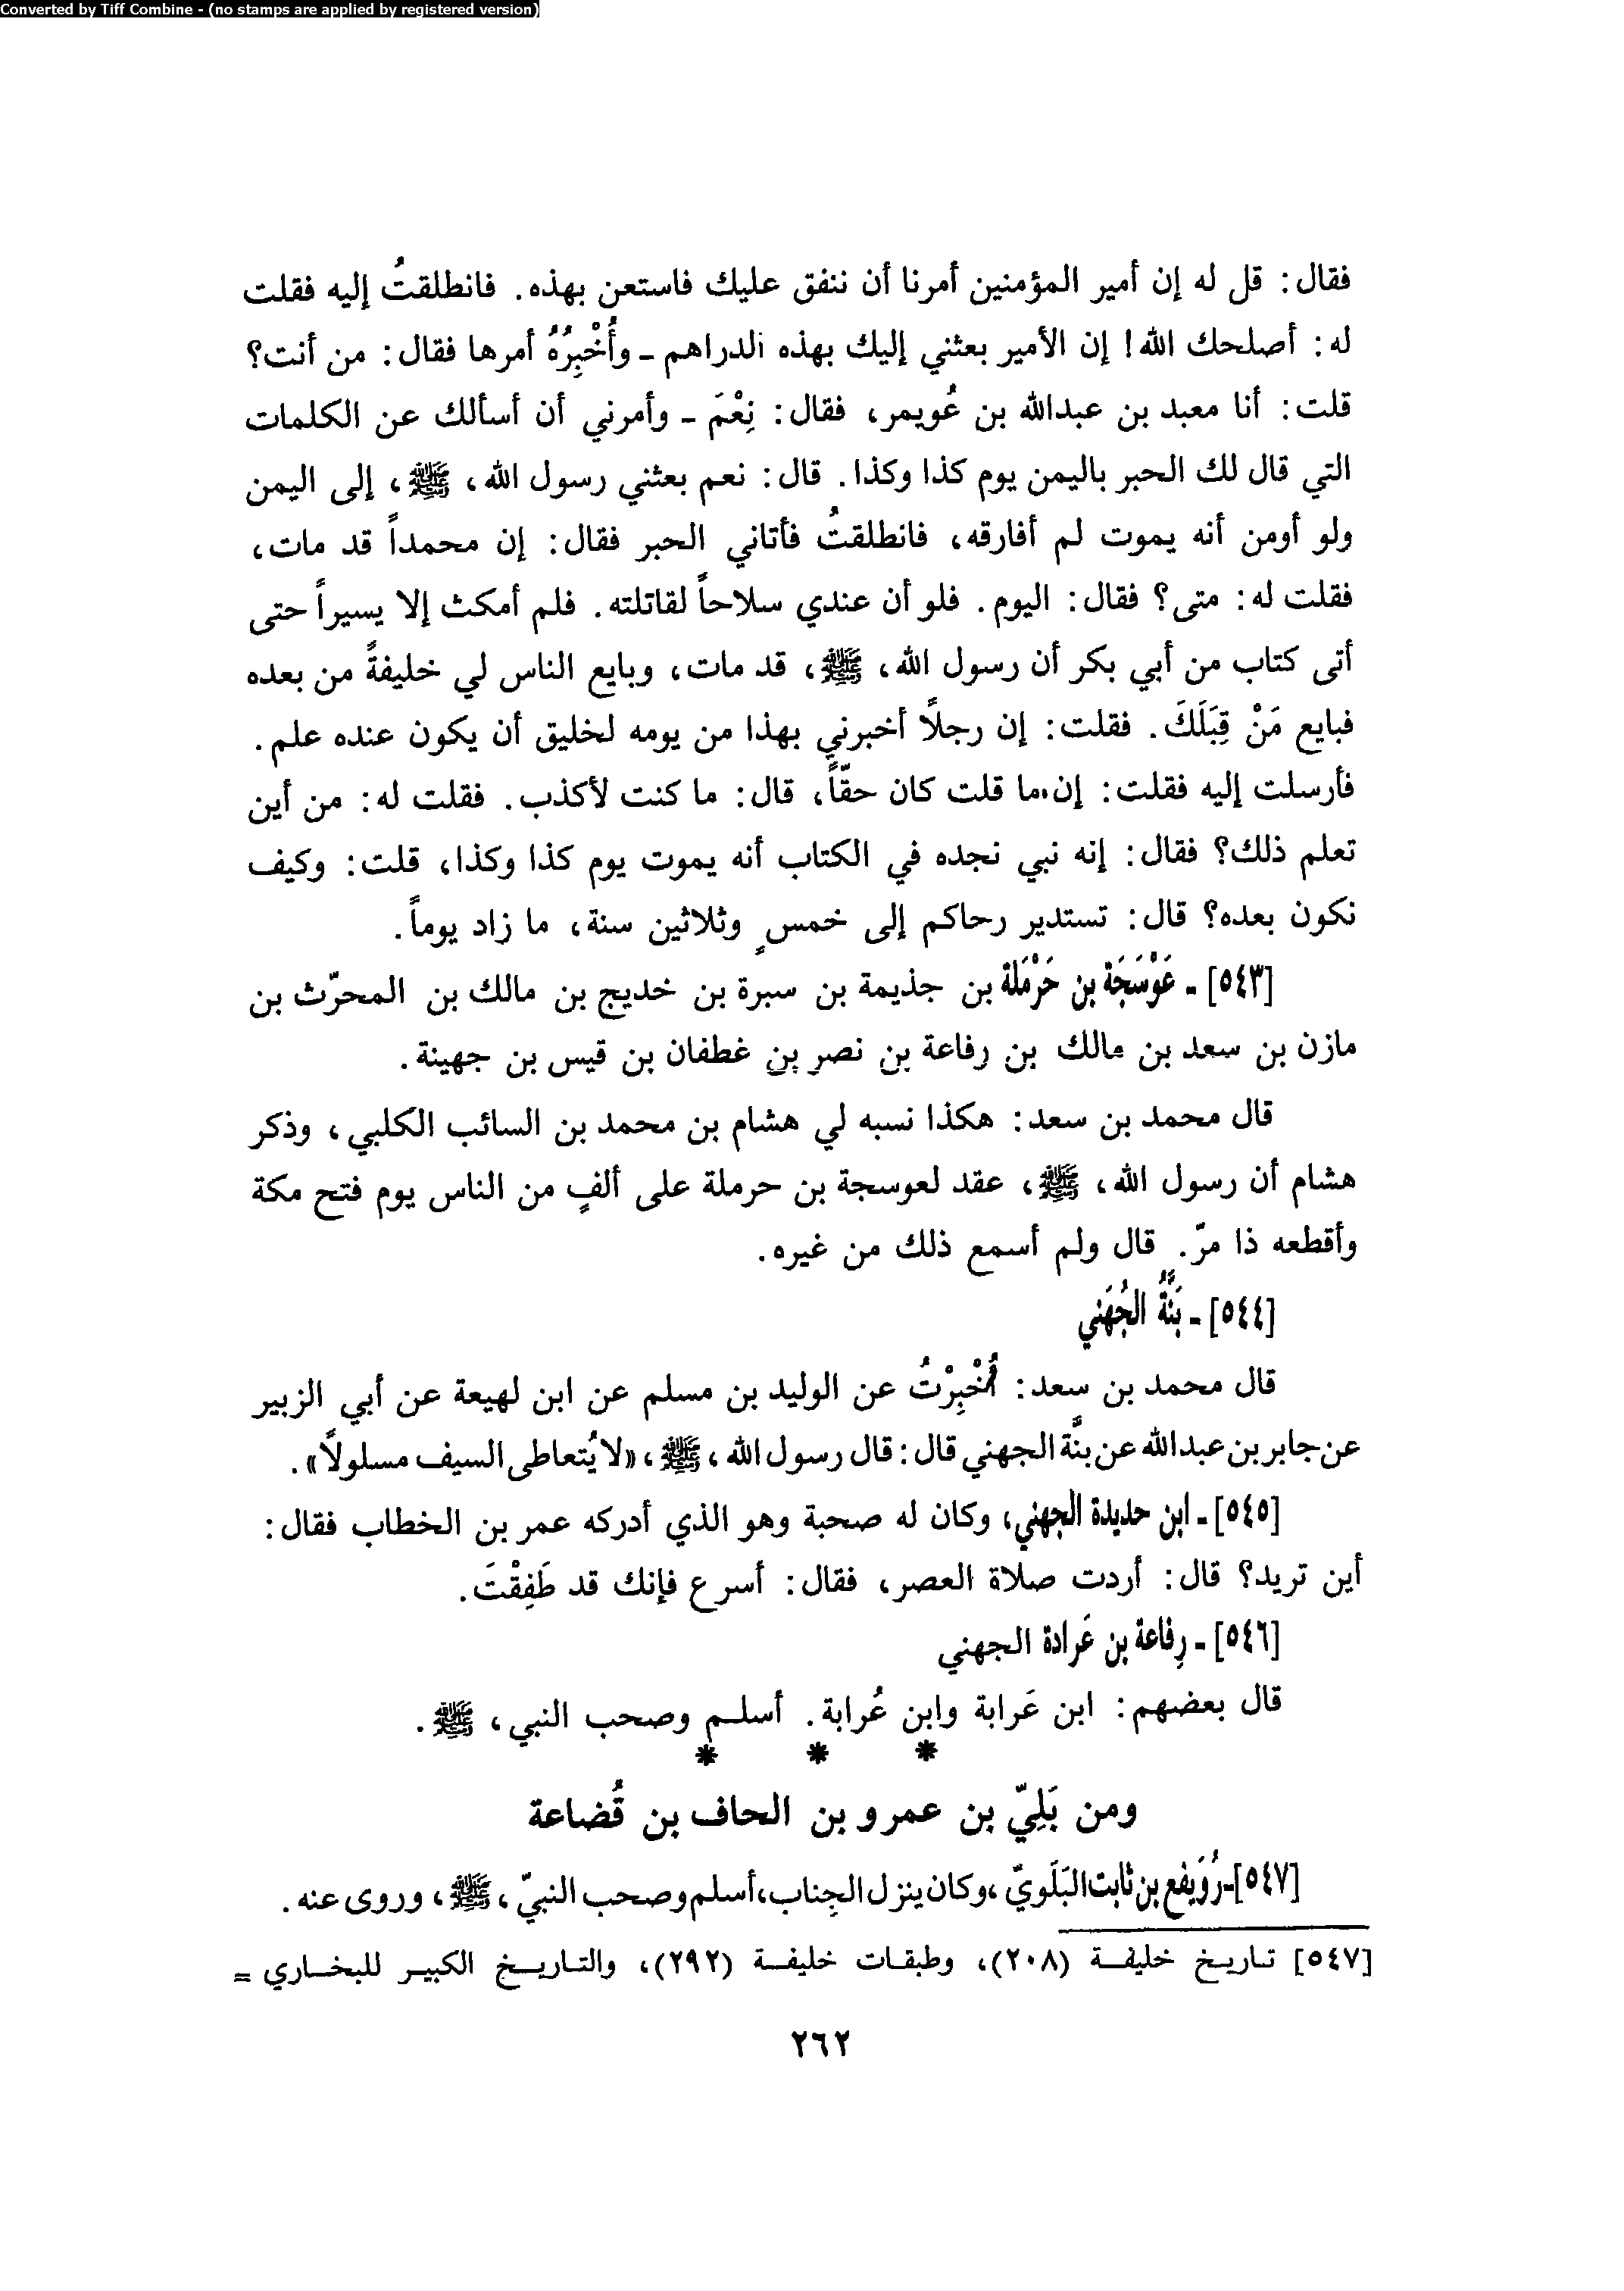 Converted by Tiff Combine - (no stamps are applied by registered version)
فقال: قل له إن أمير المؤمنين أمرنا أن ننفق عليك فاستعن بهذه. فانطلقتُ إليه فقلت
له: أصلحك الله! إن الأمير بعثني إليك بهذه الدراهم ـ وأُخْبِرُهُ أمرها فقال: من أنت؟
قلت: أنا معبد بن عبدالله بن عُويمر، فقال: نِعْمَ ـ وأمرني أن أسألك عن الكلمات
التي قال لك الحبر باليمن يوم كذا وكذا. قال: نعم بعثني رسول الله، ﷺ، إلى اليمن
ولو أومن أنه يموت لم أفارقه، فانطلقتُ فأتاني الحبر فقال: إن محمداً قد مات،
فقلت له: متى؟ فقال: اليوم. فلو أن عندي سلاحاً لقاتلته. فلم أمكث إلا يسيراً حتى
أتى كتاب من أبي بكر أن رسول الله، ﷺ، قد مات، وبايع الناس لي خليفةً من بعده
فبايع مَنْ قِبَلَكَ. فقلت: إن رجلاً أخبرني بهذا من يومه لخليق أن يكون عنده علم.
فأرسلت إليه فقلت: إن ما قلت كان حقّاً، قال: ما كنت لأكذب. فقلت له: من أين
تعلم ذلك؟ فقال: إنه نبي نجده في الكتاب أنه يموت يوم كذا وكذا، قلت: وكيف
نكون بعده؟ قال: تستدير رحاكم إلى خمسٍ وثلاثين سنة، ما زاد يوماً.
[٥٤٣] ـ عَوْسَجَة بن حَرْمَلة بن جذيمة بن سبرة بن خديج بن مالك بن المحرّث بن
مازن بن سعد بن مالك بن رفاعة بن نصر بن غطفان بن قيس بن جهينة.
قال محمد بن سعد: هكذا نسبه لي هشام بن محمد بن السائب الكلبي، وذكر
هشام أن رسول الله، ﷺ، عقد لعوسجة بن حرملة على ألفٍ من الناس يوم فتح مكة
وأقطعه ذا مرّ. قال ولم أسمع ذلك من غيره.
[٥٤٤] ـ بَنَّةُ الجُهَني
قال محمد بن سعد: أُخْبِرْتُ عن الوليد بن مسلم عن ابن لهيعة عن أبي الزبير
عن جابر بن عبدالله عن بنَّة الجهني قال: قال رسول الله، ﷺ، «لا يُتعاطى السيف مسلولاً».
[٥٤٥] ـ ابن حديدة الجهني، وكان له صحبة وهو الذي أدركه عمر بن الخطاب فقال:
أين تريد؟ قال: أردت صلاة العصر، فقال: أسرع فإنك قد طَفِقْتَ.
[٥٤٦] ـ رِفاعة بن عَرادة الجهني
قال بعضهم: ابن عَرابة وابن عُرابة. أسلم وصحب النبي، ﷺ.
* * *
ومن بَلِيّ بن عمرو بن الحاف بن قُضاعة
[٥٤٧] ـ رُوَيفع بن ثابت البَلَويّ، وكان ينزل الجِناب، أسلم وصحب النبيّ، ﷺ، وروى عنه.
[٥٤٧] تاريخ خليفة (٢٠٨)، وطبقات خليفة (٢٩٢)، والتاريخ الكبير للبخاري =
٢٦٢